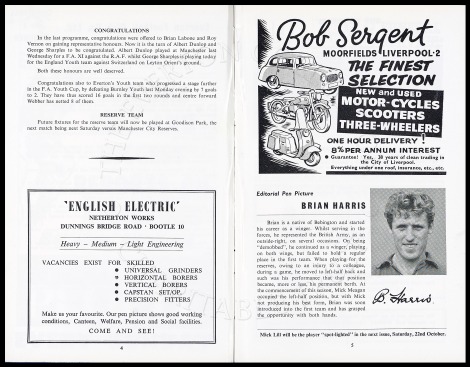 CONGRATULATIONS
In the last programme, congratulations were offered to Brian Labone and Roy
Vernon on gaining representative honours. Now it is the turn of Albert Dunlop and
George Sharples to be congratulated. Albert Dunlop played at Manchester last
Wednesday for a F.A. XI against the R.A.F. whilst George Sharples is playing today
for the England Youth team against Switzerland on Leyton Orient's ground.
Both these honours are well deserved.
Congratulations also to Everton's Youth team who progressed a stage further
in the F.A. Youth Cup, by defeating Burnley Youth last Monday evening by 7 goals
to 2. They have thus scored 16 goals in the first two rounds and centre forward
Webber has netted 8 of them.
RESERVE TEAM
Future fixtures for the reserve team will now be played at Goodison Park, the
next match being next Saturday versus Manchester City Reserves.
'ENGLISH ELECTRIC'
NETHERTON WORKS
DUNNINGS BRIDGE ROAD · BOOTLE 10
Heavy – Medium – Light Engineering
VACANCIES EXIST FOR SKILLED
● UNIVERSAL GRINDERS
● HORIZONTAL BORERS
● VERTICAL BORERS
● CAPSTAN SETOP...
● PRECISION FITTERS
Make us your favourite. Our pen picture shows good working
conditions, Canteen, Welfare, Pension and Social facilities.
COME AND SEE!
4
Bob Sergent
MOORFIELDS LIVERPOOL·2
THE FINEST
SELECTION
NEW and USED
MOTOR-CYCLES
SCOOTERS
THREE-WHEELERS
ONE HOUR DELIVERY!
8% PER ANNUM INTEREST
● Guarantee! Yes, 30 years of clean trading in
the City of Liverpool.
Everything under one roof, insurance, etc., etc.
Editorial Pen Picture
BRIAN HARRIS
Brian is a native of Bebington and started
his career as a winger. Whilst serving in the
forces, he represented the British Army, as an
outside-right, on several occasions. On being
"demobbed", he continued as a winger; playing
on both wings, but failed to hold a regular
place in the first team. When playing for the
reserves, owing to an injury to a colleague,
during a game, he moved to left-half back and
such was his performance that that position
became, more or less, his permanent berth. At
the commencement of this season, Mick Meagan
occupied the left-half position, but with Mick
not producing his best form, Brian was soon
introduced into the first team and has grasped
the opportunity with both hands.
B. Harris
Mick Lill will be the player "spot-lighted" in the next issue, Saturday, 22nd October.
5